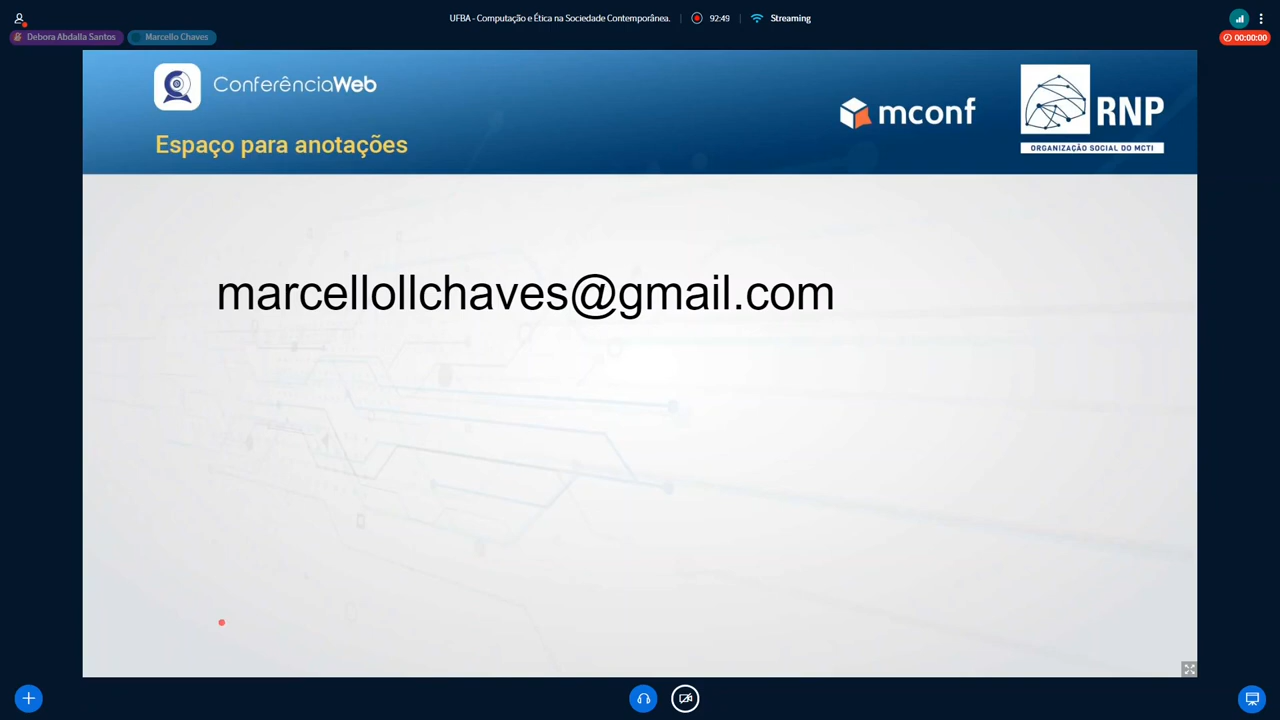 UFBA - Computação e Ética na Sociedade Contemporânea.
92:49
Streaming
00:00:00
Debora Abdalla Santos
Marcello Chaves
ConferênciaWeb
mconf
RNP
Espaço para anotações
ORGANIZAÇÃO SOCIAL DO MCTI
marcellollchaves@gmail.com